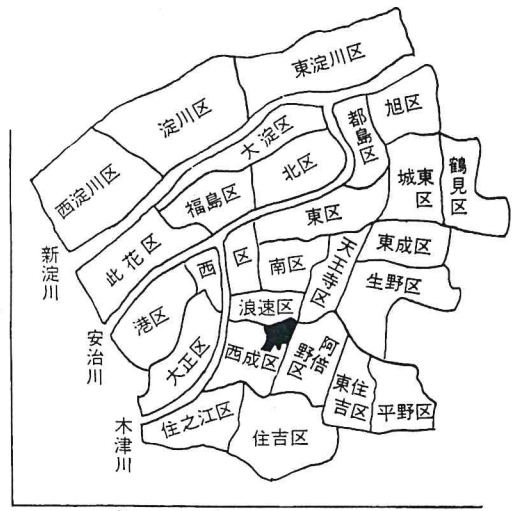 東淀川区
淀川区
旭区
大淀区
都島区
鶴見区
城東区
北区
西淀川区
福島区
東区
此花区
東成区
新淀川
西区
南区
天王寺区
生野区
浪速区
港区
安治川
西成区
阿倍野区
大正区
東住吉区
平野区
木津川
住之江区
住吉区